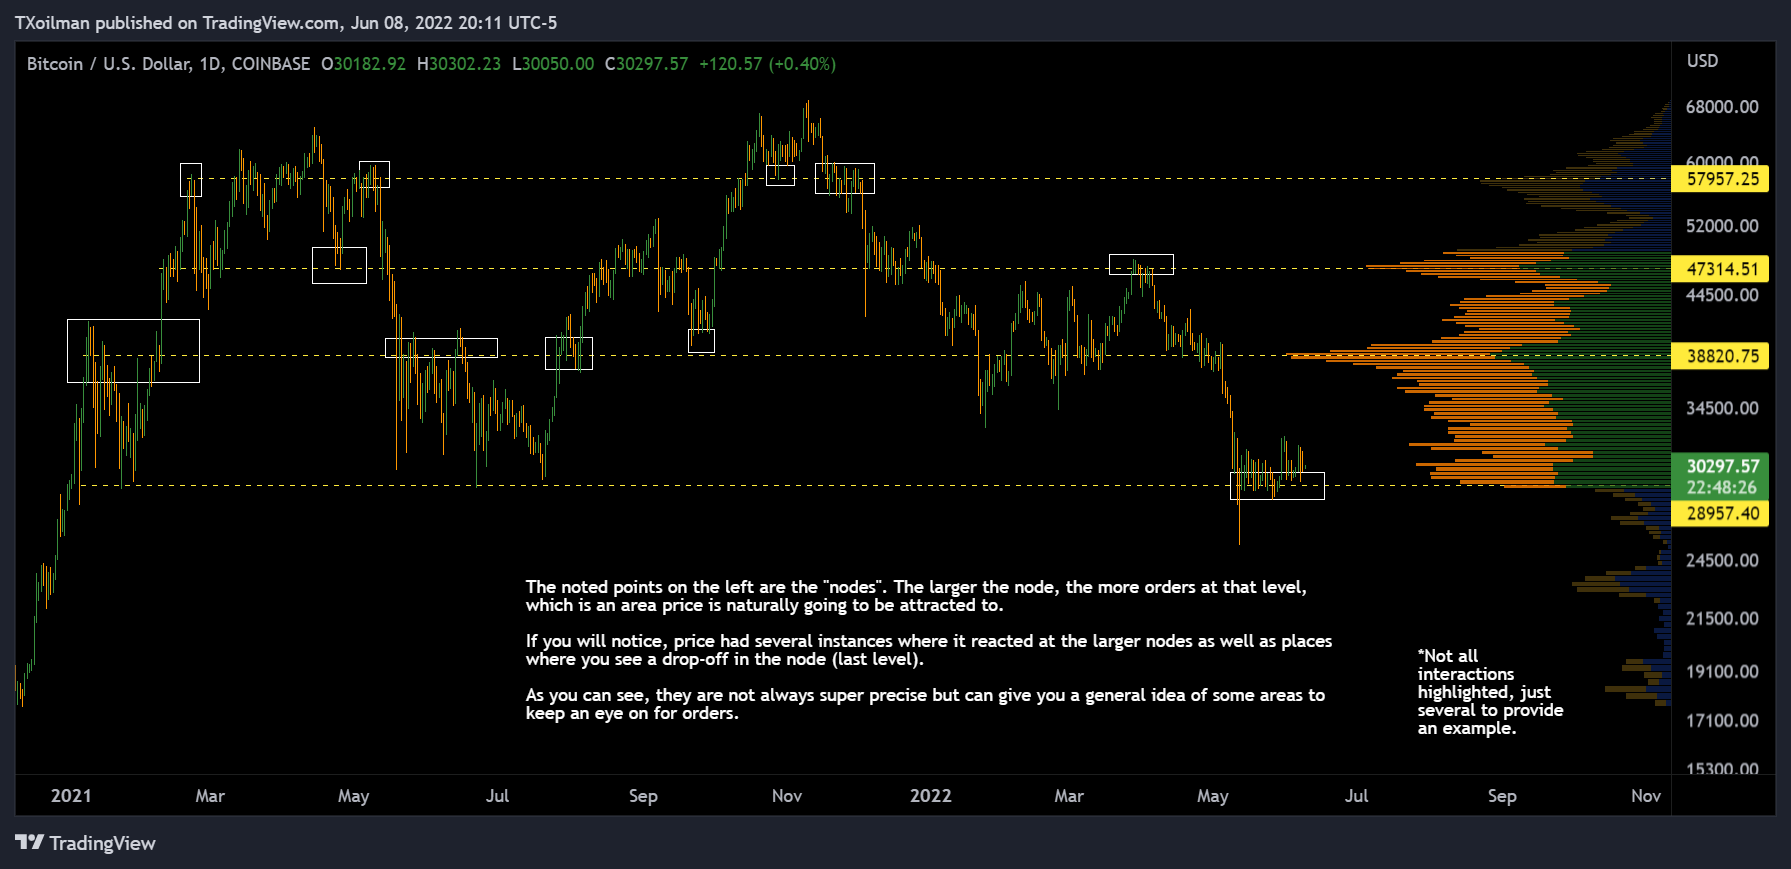 TXoilman published on TradingView.com, Jun 08, 2022 20:11 UTC-5
Bitcoin / U.S. Dollar, 1D, COINBASE O30182.92 H30302.23 L30050.00 C30297.57 +120.57 (+0.40%)
USD
68000.00
60000.00
57957.25
52000.00
47314.51
44500.00
38820.75
34500.00
30297.57
22:48:26
28957.40
24500.00
21500.00
19100.00
17100.00
15300.00
The noted points on the left are the "nodes". The larger the node, the more orders at that level,
which is an area price is naturally going to be attracted to.
If you will notice, price had several instances where it reacted at the larger nodes as well as places
where you see a drop-off in the node (last level).
As you can see, they are not always super precise but can give you a general idea of some areas to
keep an eye on for orders.
*Not all
interactions
highlighted, just
several to provide
an example.
2021 Mar May Jul Sep Nov 2022 Mar May Jul Sep Nov
TradingView